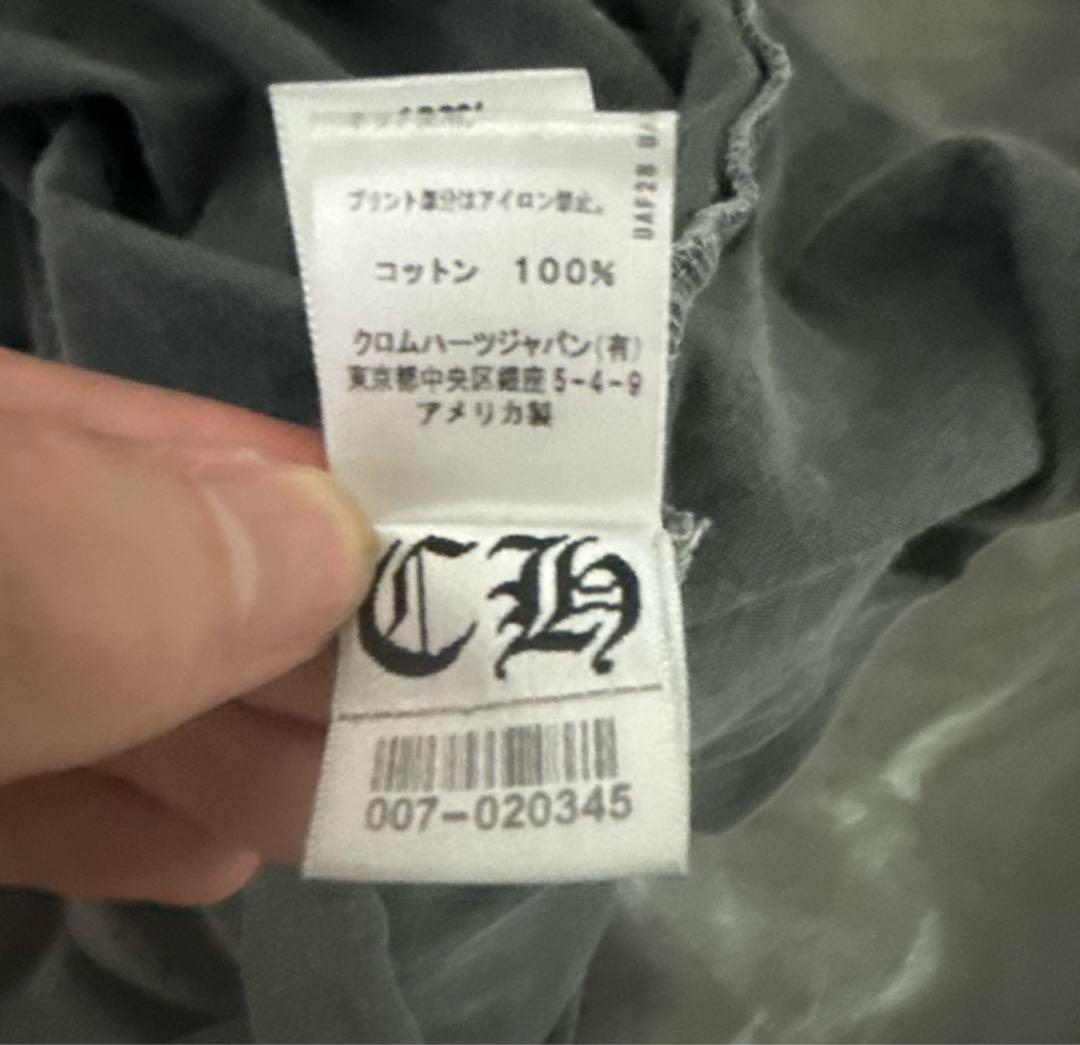 プリント部分はアイロン禁止。
コットン 100%
クロムハーツジャパン(有)
東京都中央区銀座5-4-9
アメリカ製
DAF28
CH
007-020345